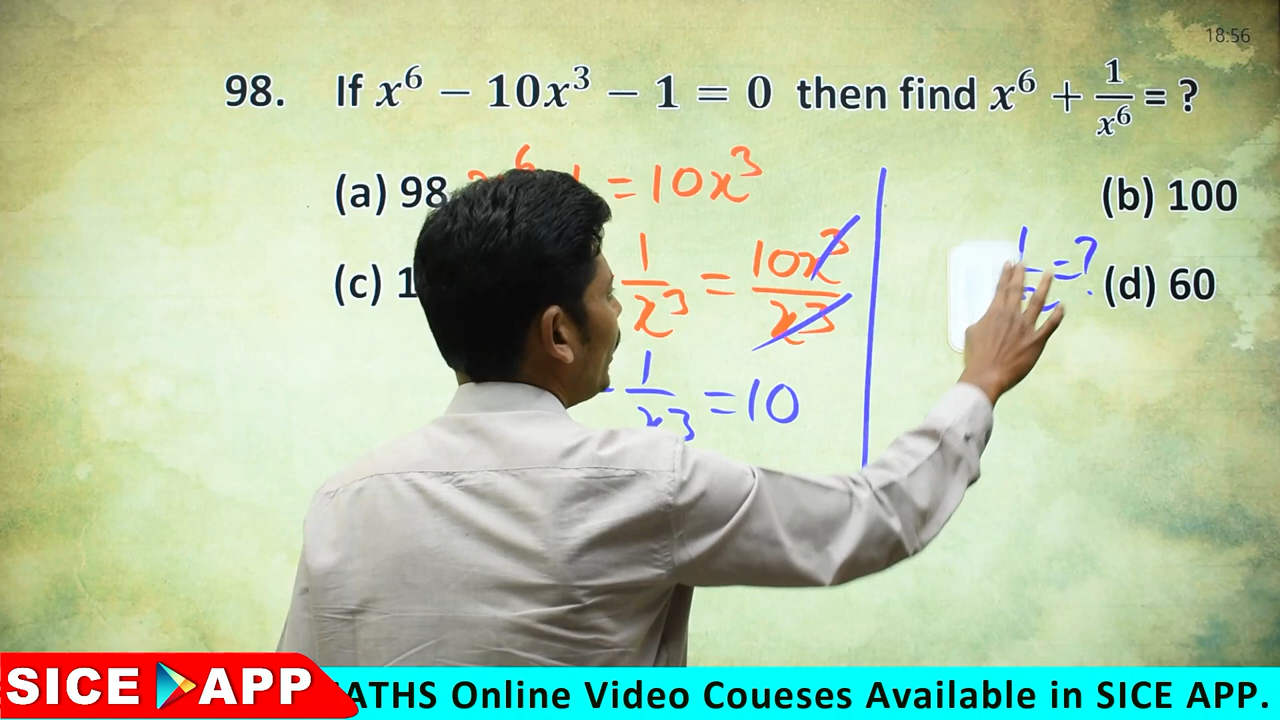 18:56
98. If x⁶ − 10x³ − 1 = 0 then find x⁶ + 1/x⁶ = ?
(a) 98
(b) 100
= 10x³
(c) 1
(d) 60
1/x³ = 10x³/x³
= ?
1/x³ = 10
SICE APP
ATHS Online Video Coueses Available in SICE APP.